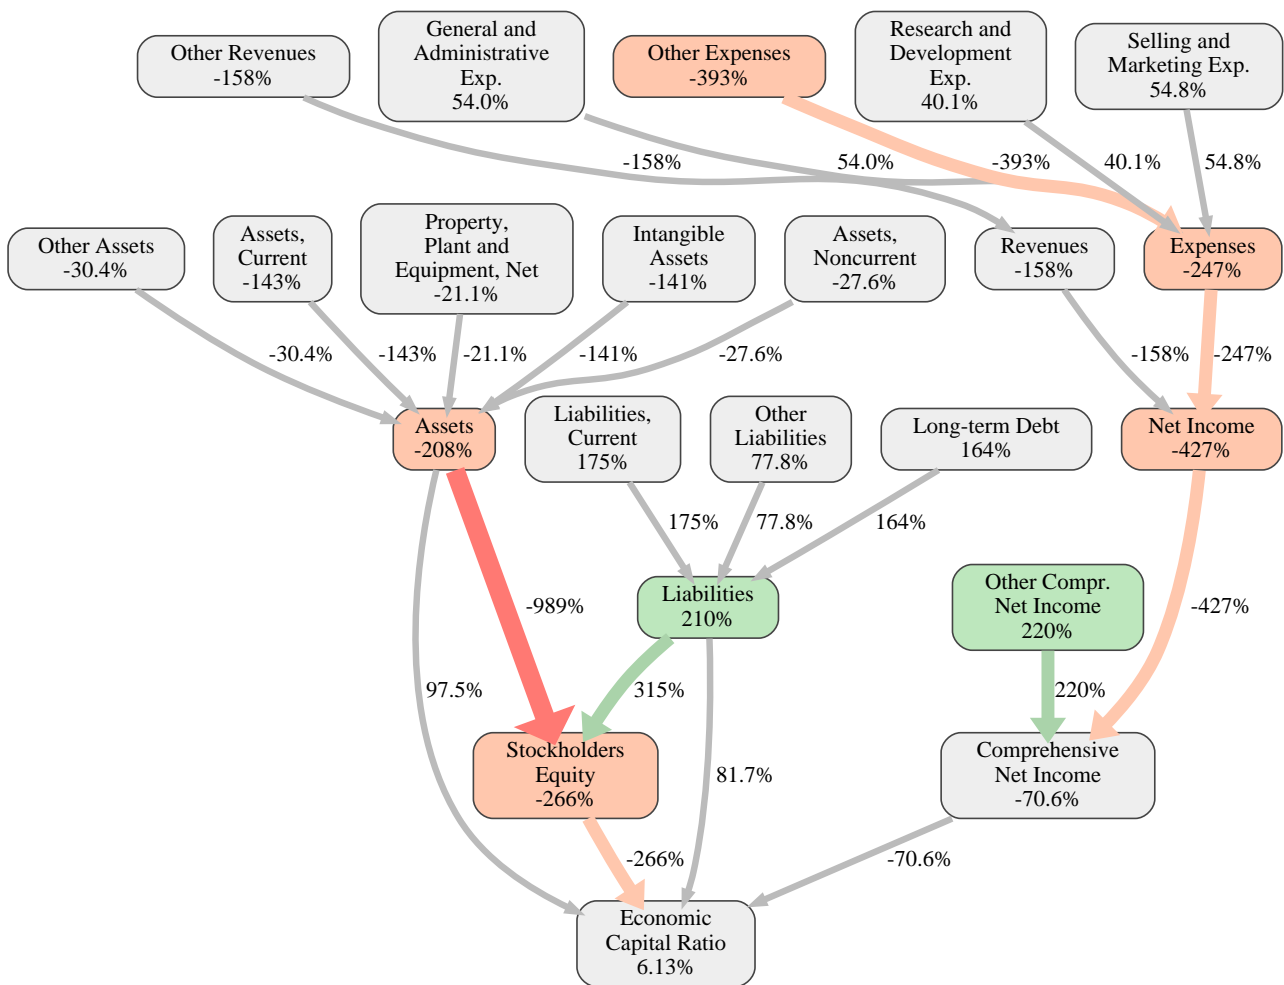 Other Revenues
-158%
General and
Administrative
Exp.
54.0%
Other Expenses
-393%
Research and
Development
Exp.
40.1%
Selling and
Marketing Exp.
54.8%
-158%
54.0%
-393%
40.1%
54.8%
Other Assets
-30.4%
Assets,
Current
-143%
Property,
Plant and
Equipment, Net
-21.1%
Intangible
Assets
-141%
Assets,
Noncurrent
-27.6%
Revenues
-158%
Expenses
-247%
-30.4%
-143%
-21.1%
-141%
-27.6%
-158%
-247%
Assets
-208%
Liabilities,
Current
175%
Other
Liabilities
77.8%
Long-term Debt
164%
Net Income
-427%
175%
77.8%
164%
Liabilities
210%
Other Compr.
Net Income
220%
-989%
-427%
97.5%
315%
220%
Stockholders
Equity
-266%
81.7%
Comprehensive
Net Income
-70.6%
-266%
-70.6%
Economic
Capital Ratio
6.13%